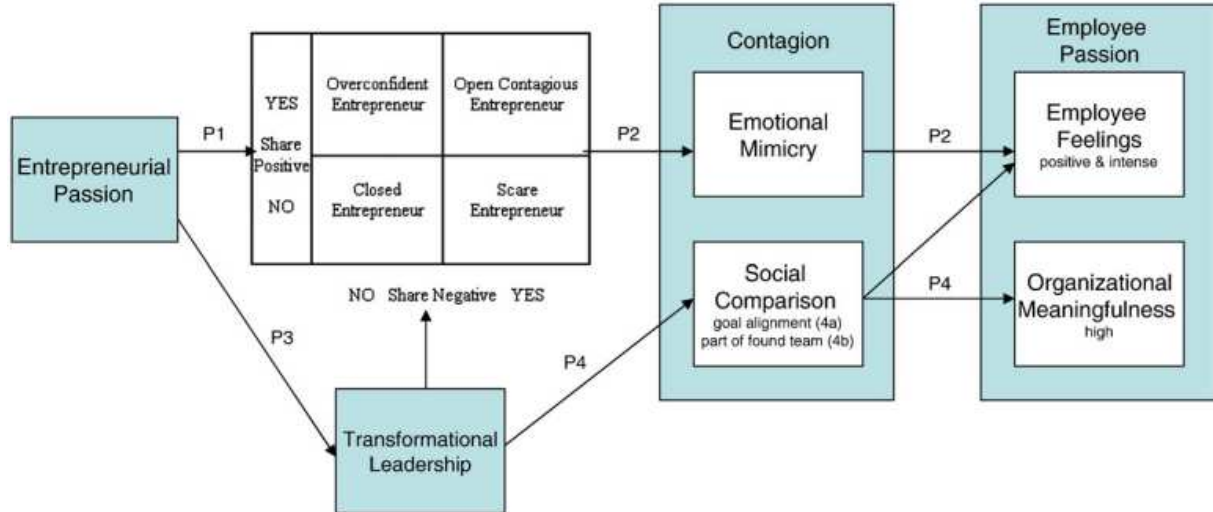 Entrepreneurial
Passion
P1
P3
YES
Share
Positive
NO
Overconfident
Entrepreneur
Open Contagious
Entrepreneur
Closed
Entrepreneur
Scare
Entrepreneur
NO Share Negative YES
Transformational
Leadership
P2
P4
Contagion
Emotional
Mimicry
Social
Comparison
goal alignment (4a)
part of found team (4b)
P2
P4
Employee
Passion
Employee
Feelings
positive & intense
Organizational
Meaningfulness
high